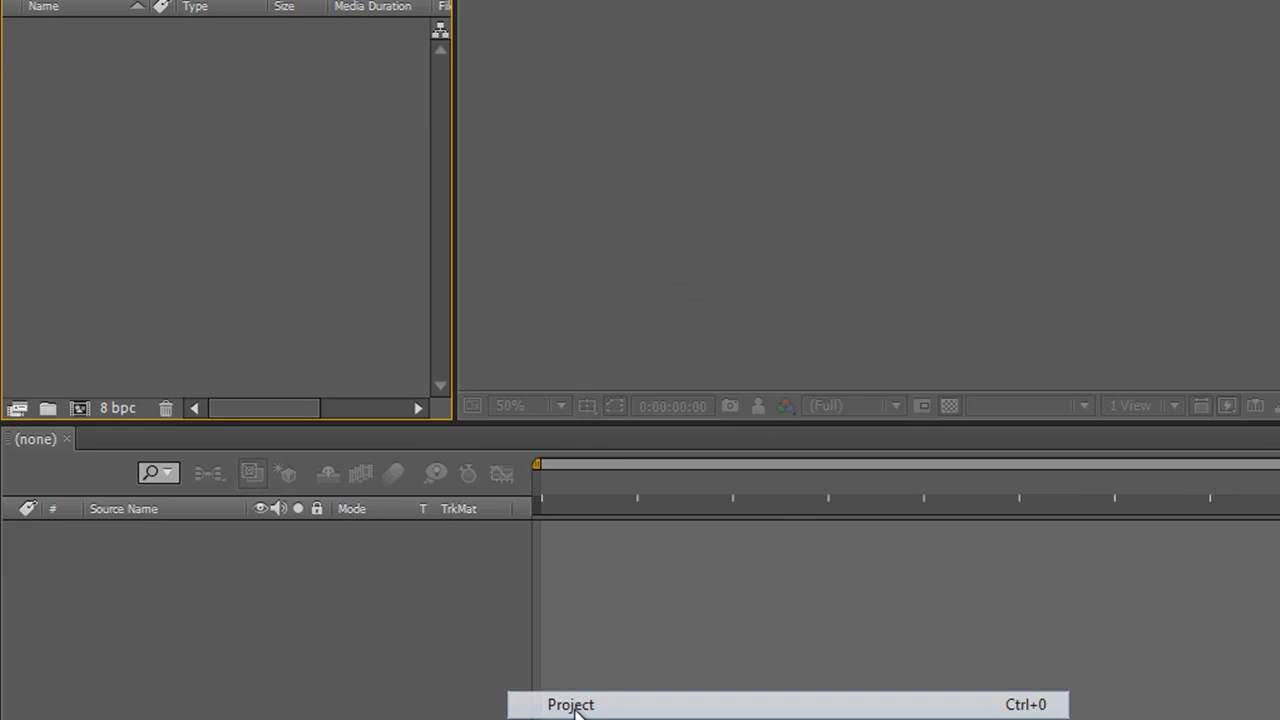 Name Type Size Media Duration Fil
8 bpc
50% 0:00:00:00 (Full) 1 View
(none)
# Source Name Mode T TrkMat
Project Ctrl+0